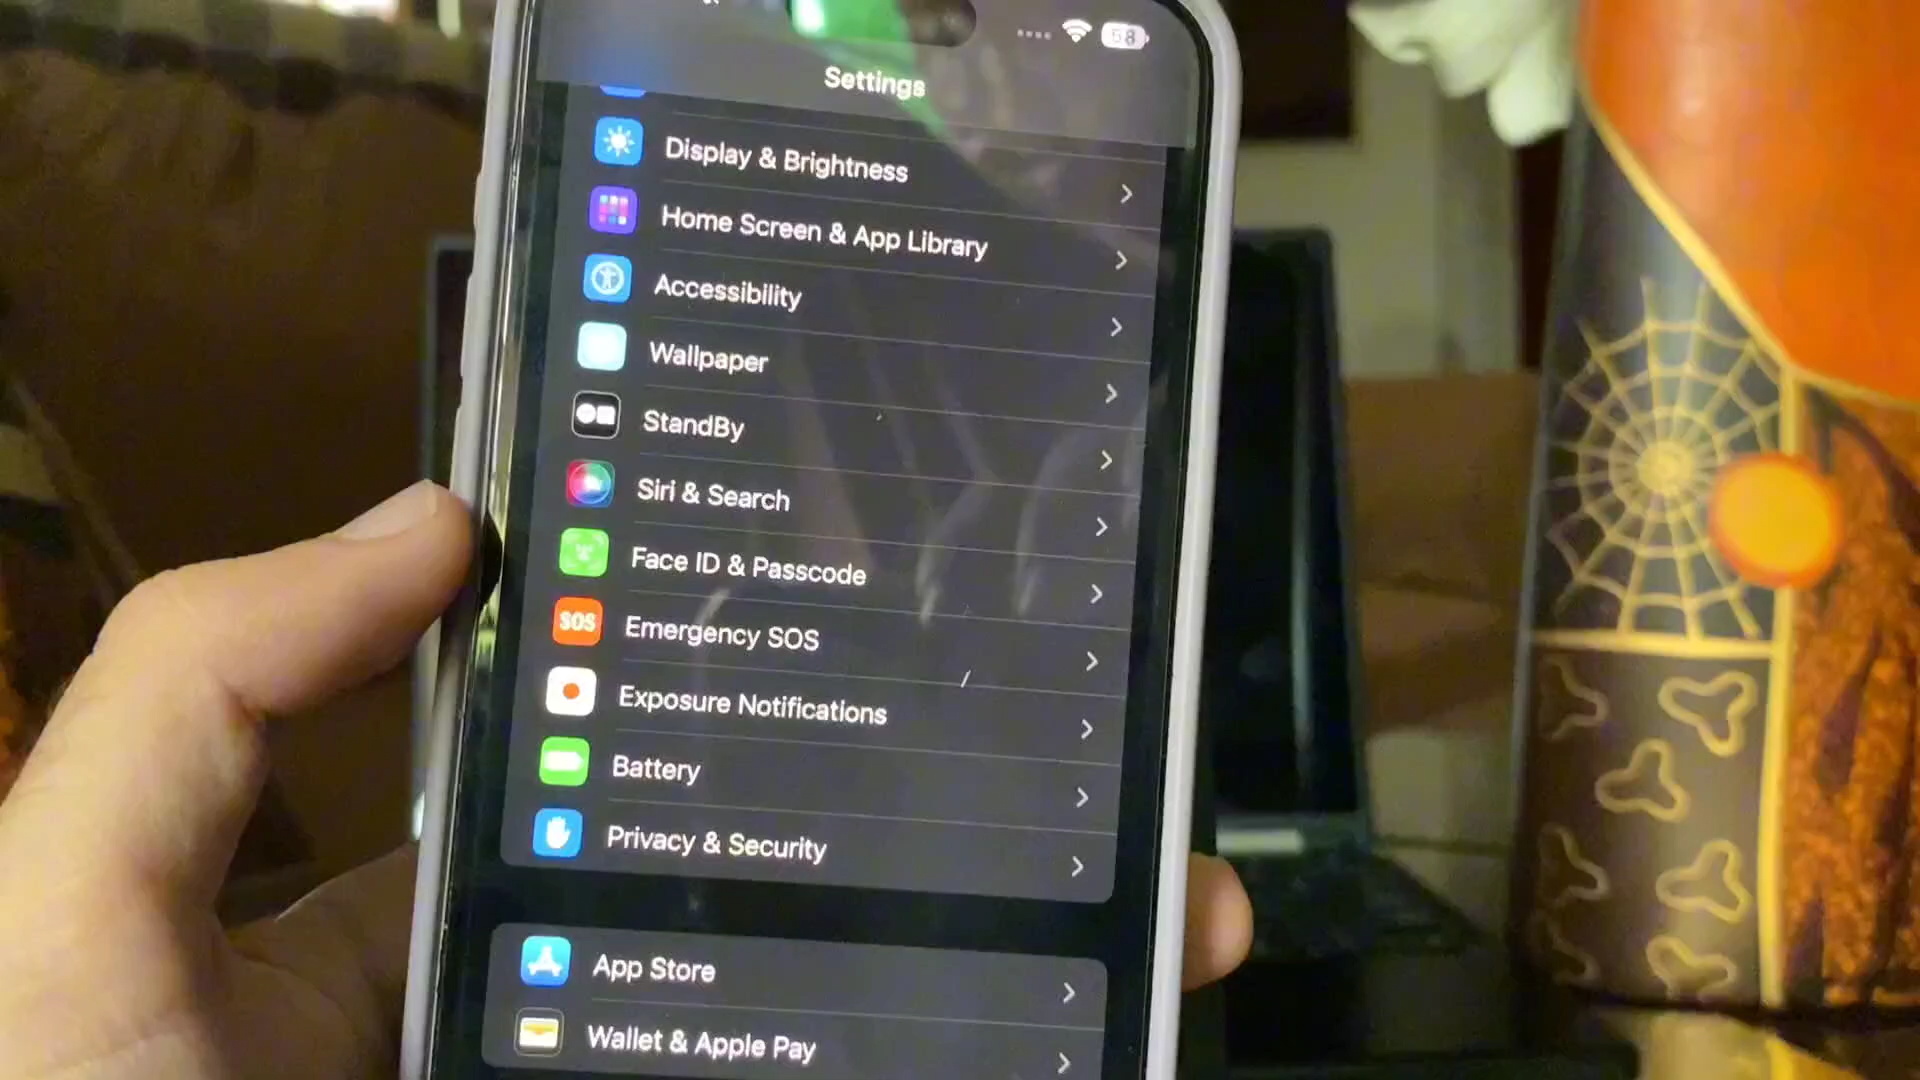 58
Settings
Display & Brightness
Home Screen & App Library
Accessibility
Wallpaper
StandBy
Siri & Search
Face ID & Passcode
SOS
Emergency SOS
Exposure Notifications
Battery
Privacy & Security
App Store
Wallet & Apple Pay